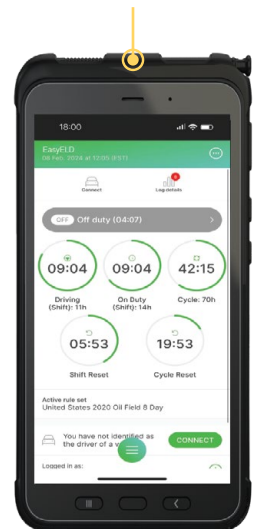 18:00
EasyELD
06 Feb, 2024 at 12:05 (EST)
Connect
Log details
OFF Off duty (04:07)
09:04
09:04
42:15
Driving
(Shift): 11h
On Duty
(Shift): 14h
Cycle: 70h
05:53
19:53
Shift Reset
Cycle Reset
Active rule set
United States 2020 Oil Field 8 Day
You have not identified as
the driver of a
CONNECT
Logged in as: